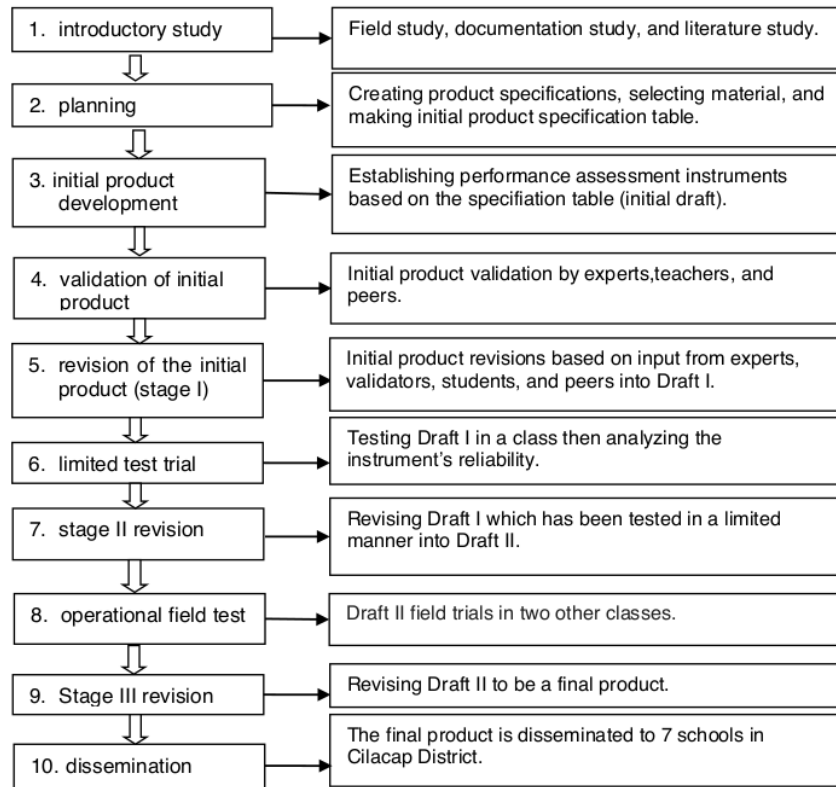 1. introductory study
Field study, documentation study, and literature study.
2. planning
Creating product specifications, selecting material, and
making initial product specification table.
3. initial product
development
Establishing performance assessment instruments
based on the specifiation table (initial draft).
4. validation of initial
product
Initial product validation by experts,teachers, and
peers.
5. revision of the initial
product (stage I)
Initial product revisions based on input from experts,
validators, students, and peers into Draft I.
6. limited test trial
Testing Draft I in a class then analyzing the
instrument's reliability.
7. stage II revision
Revising Draft I which has been tested in a limited
manner into Draft II.
8. operational field test
Draft II field trials in two other classes.
9. Stage III revision
Revising Draft II to be a final product.
10. dissemination
The final product is disseminated to 7 schools in
Cilacap District.